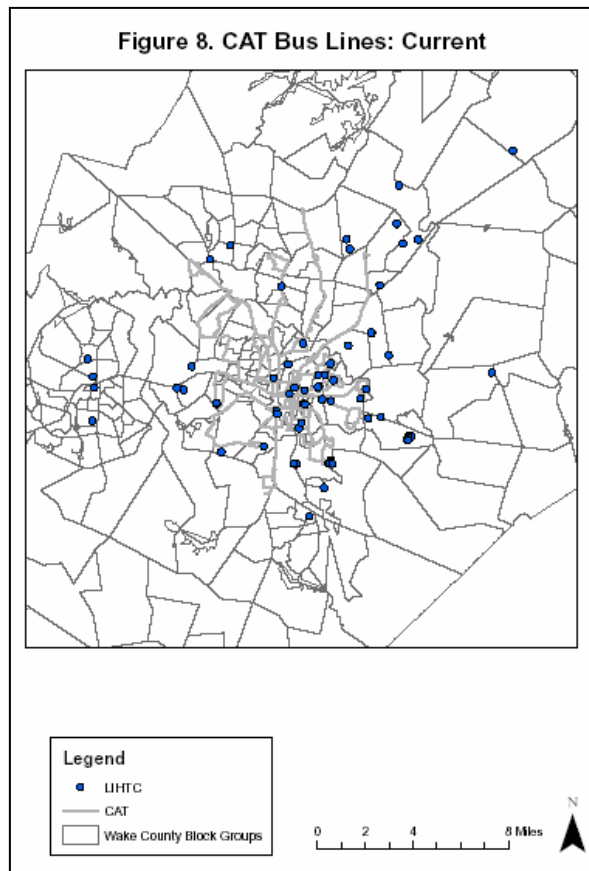 Figure 8. CAT Bus Lines: Current
Legend
LIHTC
CAT
Wake County Block Groups
N
0 2 4 8 Miles